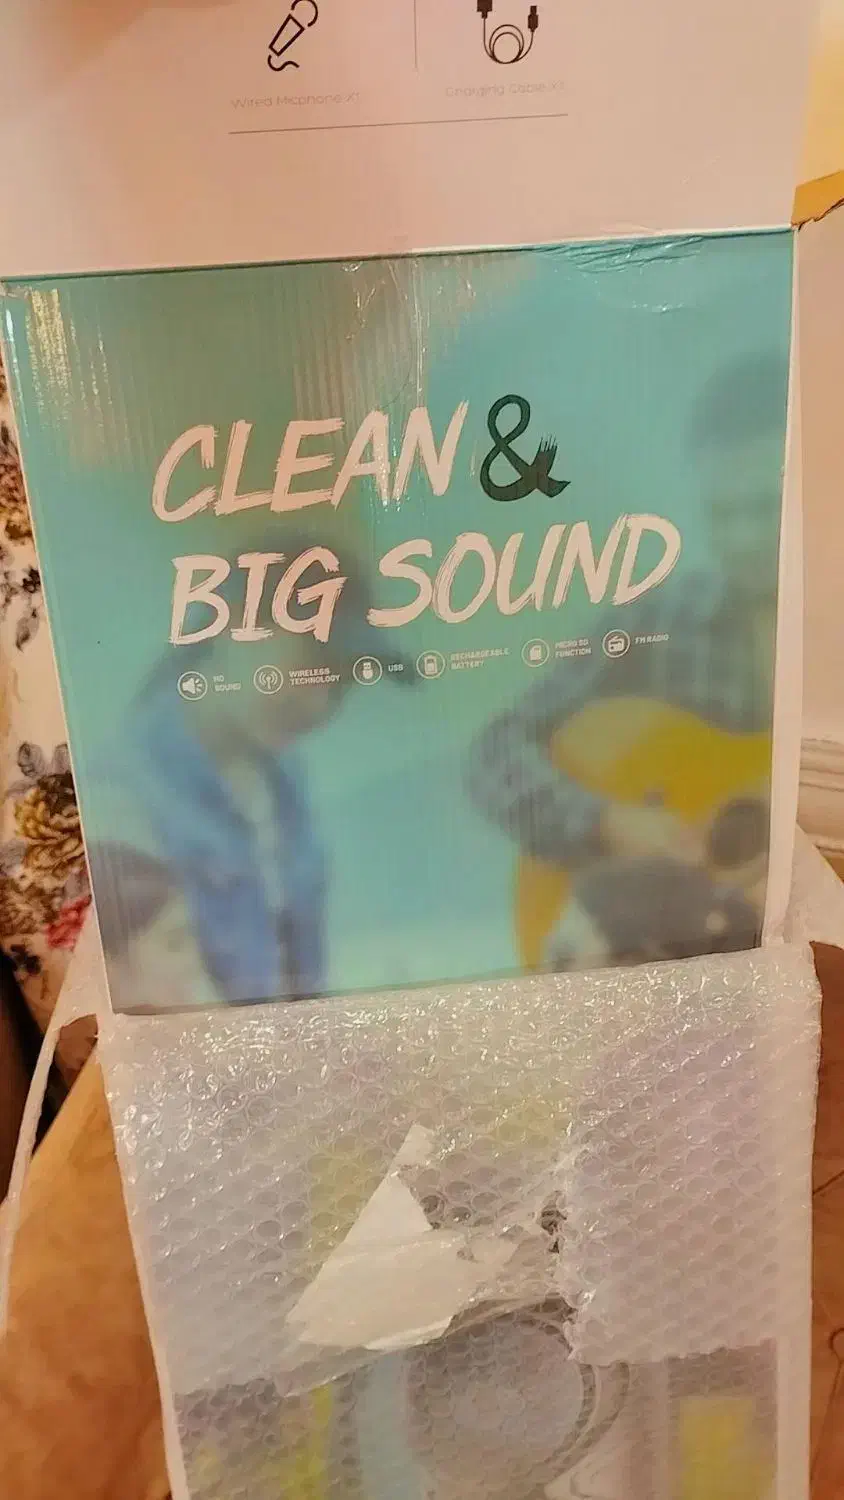 Wired Micphone X1
Charging Cable X1
CLEAN &
BIG SOUND
HD
SOUND
WIRELESS
TECHNOLOGY
USB
RECHARGEABLE
BATTERY
MICRO SD
FUNCTION
FM RADIO